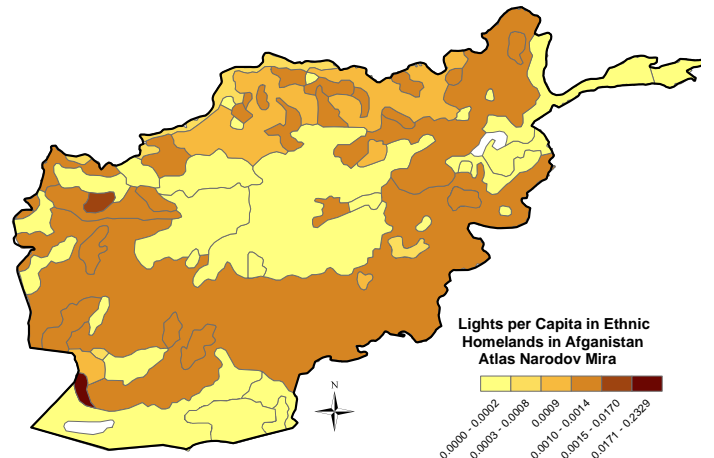 Lights per Capita in Ethnic
Homelands in Afganistan
Atlas Narodov Mira
N
0.0000 - 0.0002
0.0003 - 0.0008
0.0009
0.0010 - 0.0014
0.0015 - 0.0170
0.0171 - 0.2329